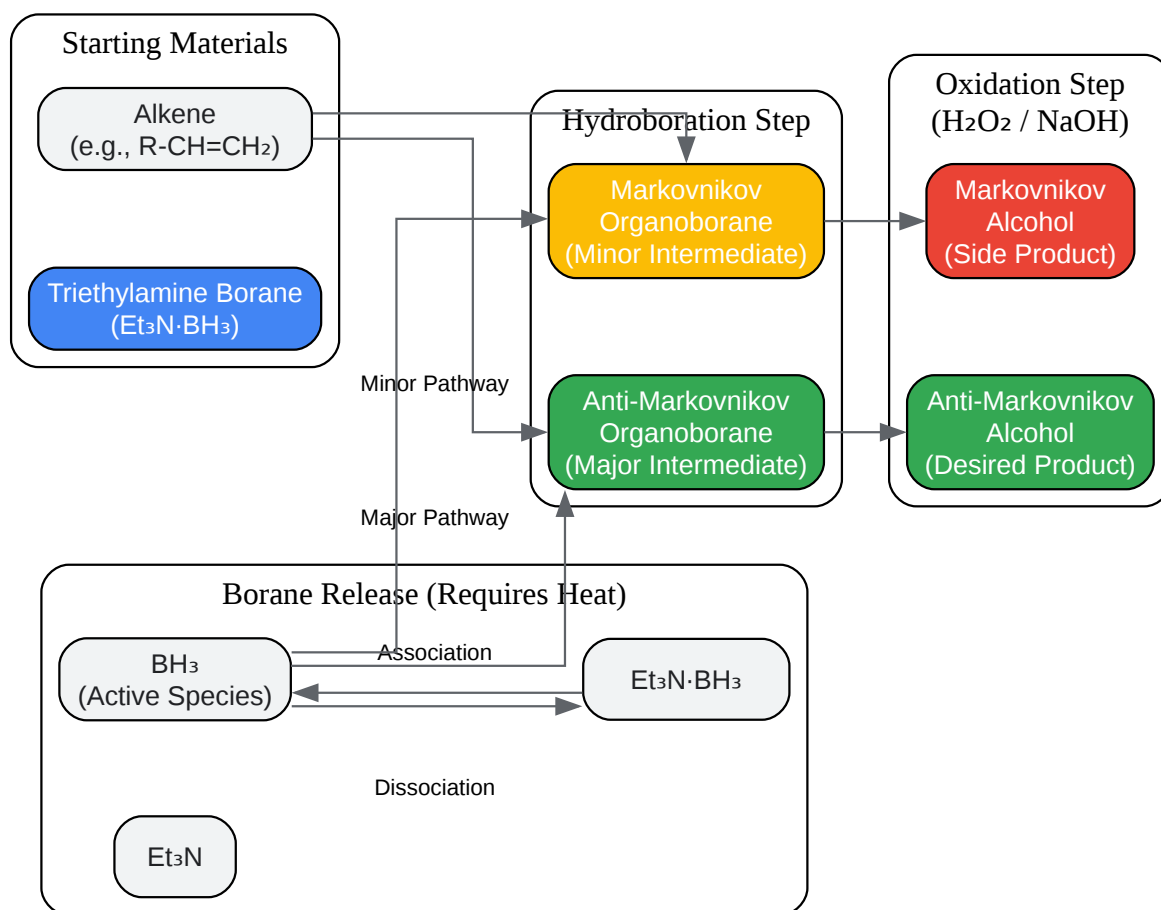 Starting Materials
Alkene
(e.g., R-CH=CH₂)
Triethylamine Borane
(Et₃N·BH₃)
Hydroboration Step
Markovnikov
Organoborane
(Minor Intermediate)
Anti-Markovnikov
Organoborane
(Major Intermediate)
Oxidation Step
(H₂O₂ / NaOH)
Markovnikov
Alcohol
(Side Product)
Anti-Markovnikov
Alcohol
(Desired Product)
Minor Pathway
Major Pathway
Borane Release (Requires Heat)
BH₃
(Active Species)
Association
Et₃N·BH₃
Dissociation
Et₃N